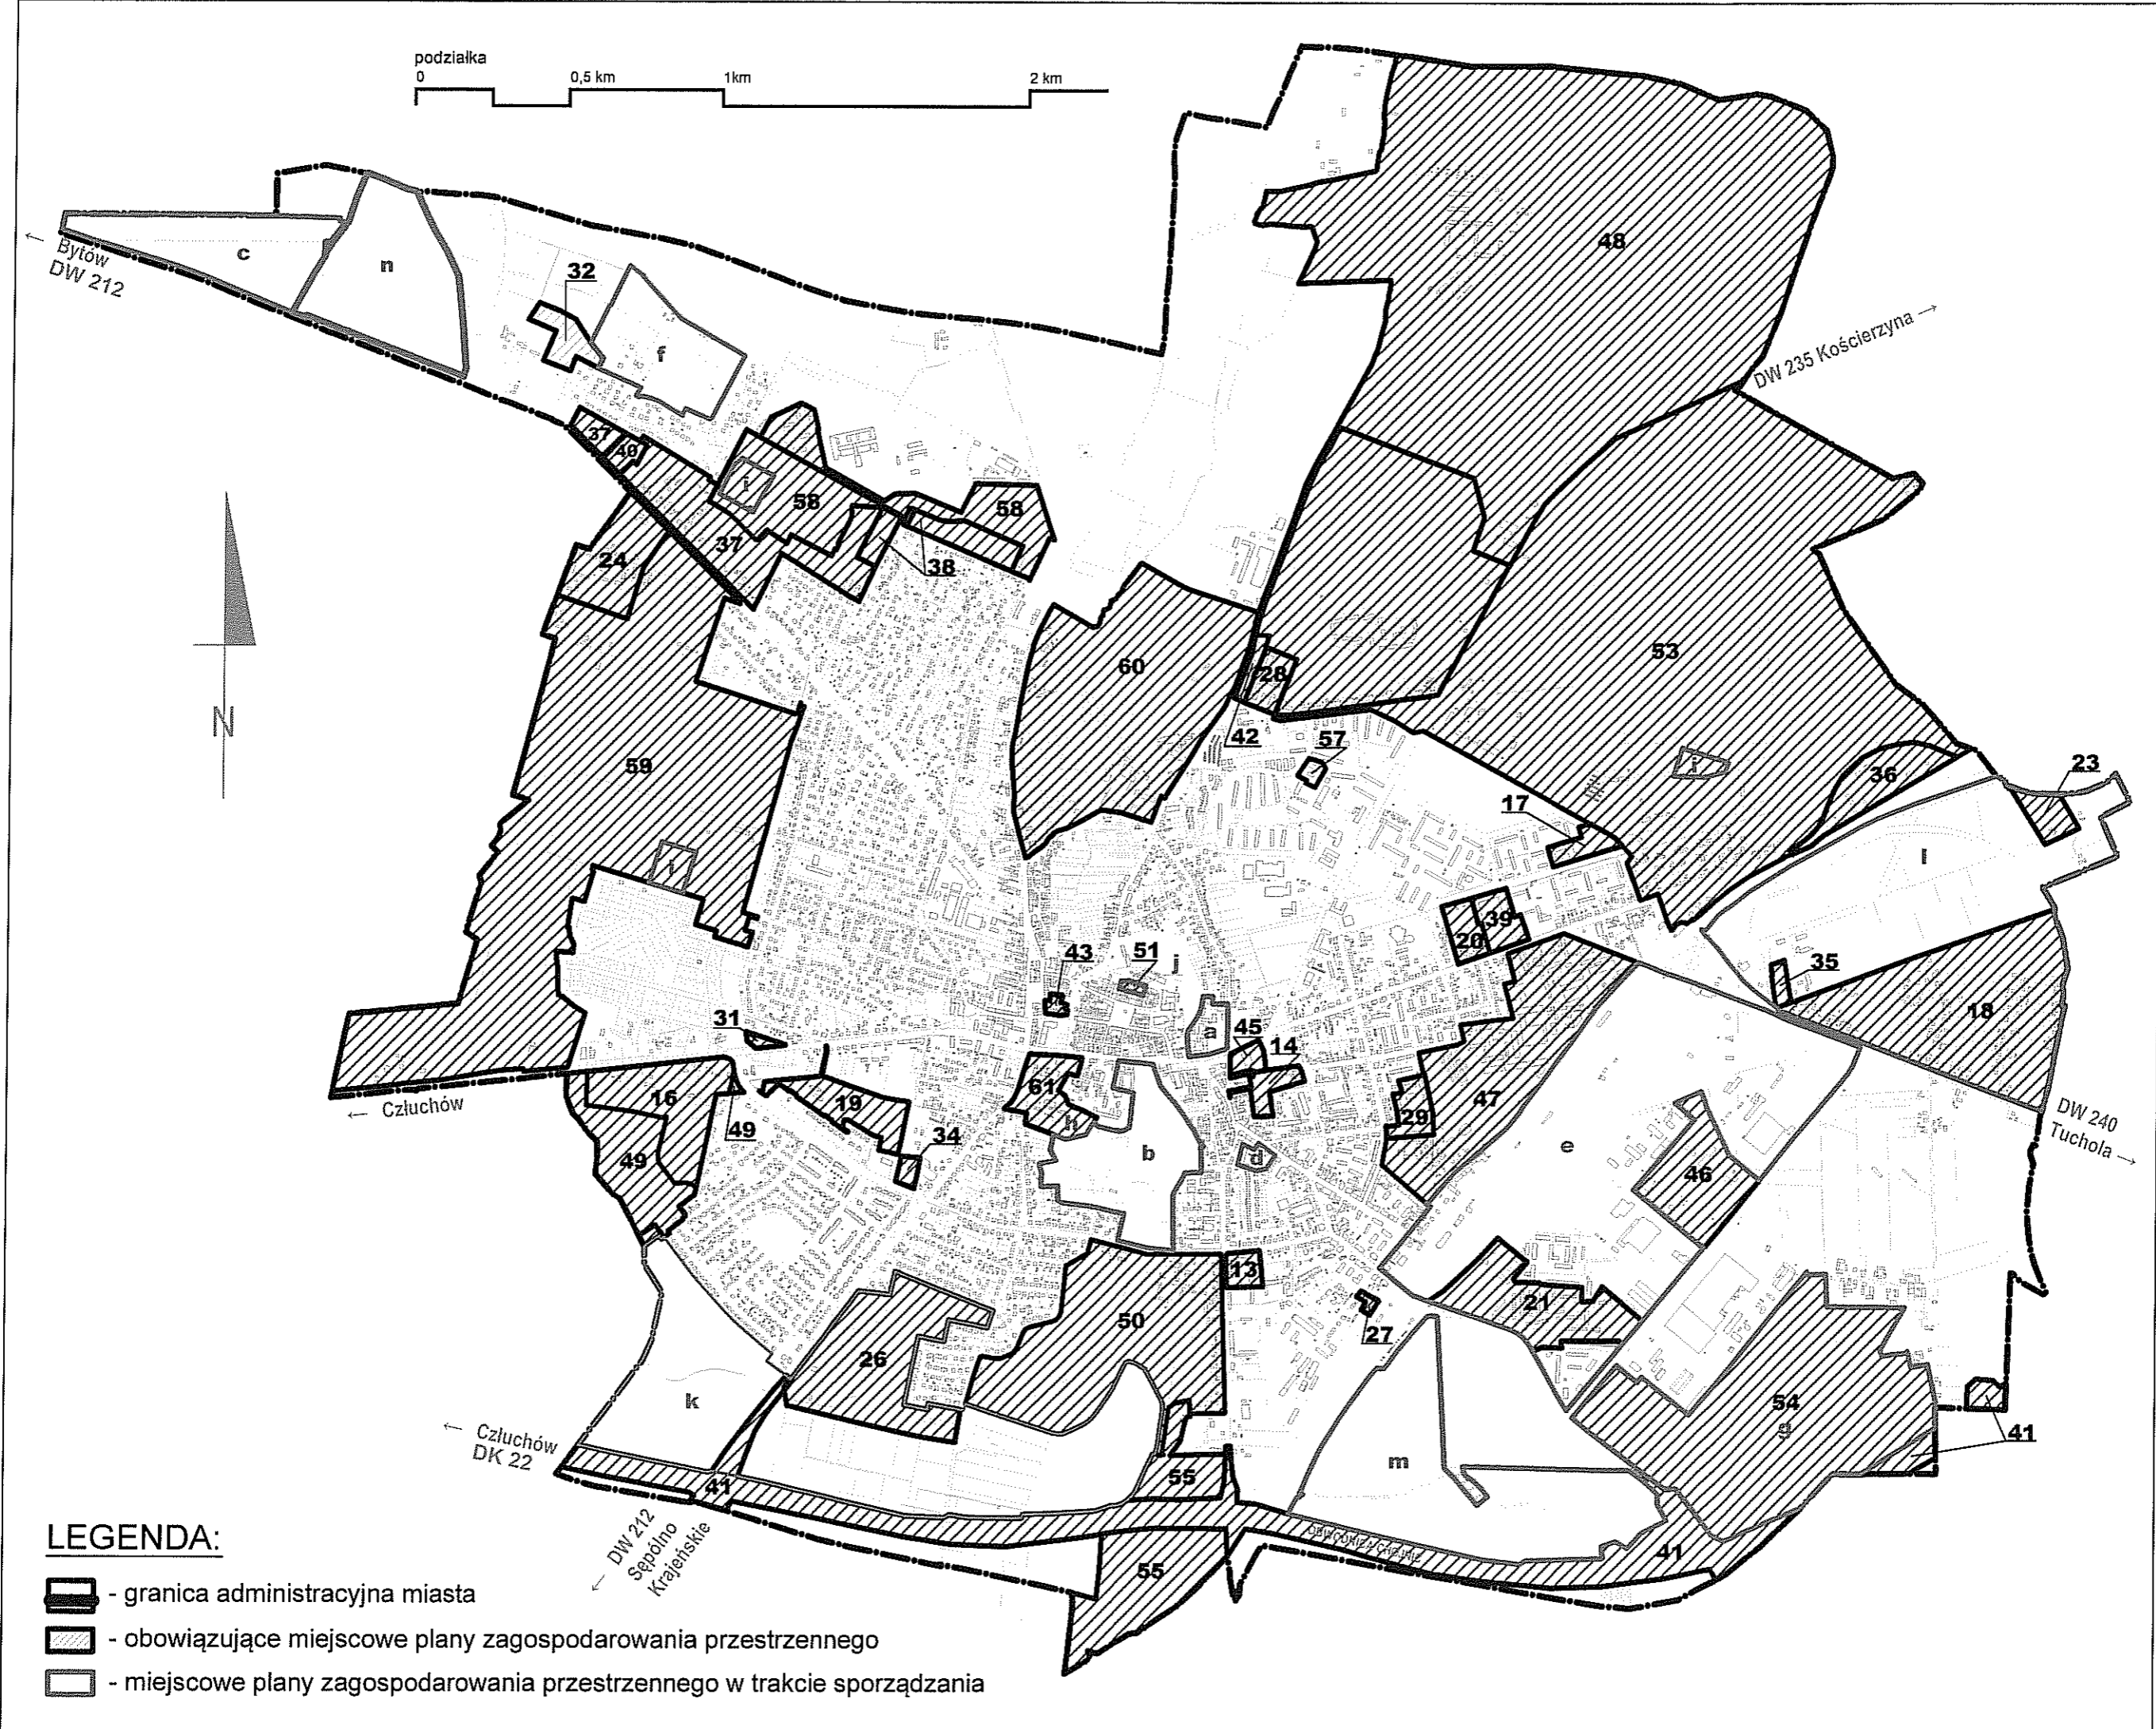 podziałka
0 0,5 km 1km 2 km
← Bytów
DW 212
c
n
32
f
48
DW 235 Kościerzyna →
37
40
i
58
58
38
37
24
N
59
i
60
28
42
57
53
i
36
23
17
l
39
20
35
18
43
51
j
a
45
14
31
← Człuchów
16
49
49
19
34
61
h
b
d
29
47
e
46
DW 240
Tuchola →
13
27
21
50
26
k
← Człuchów
DK 22
41
55
55
m
54
g
41
41
OBWODNICA CHOJNIC
← DW 212
Sępólno
Krajeńskie
LEGENDA:
- granica administracyjna miasta
- obowiązujące miejscowe plany zagospodarowania przestrzennego
- miejscowe plany zagospodarowania przestrzennego w trakcie sporządzania